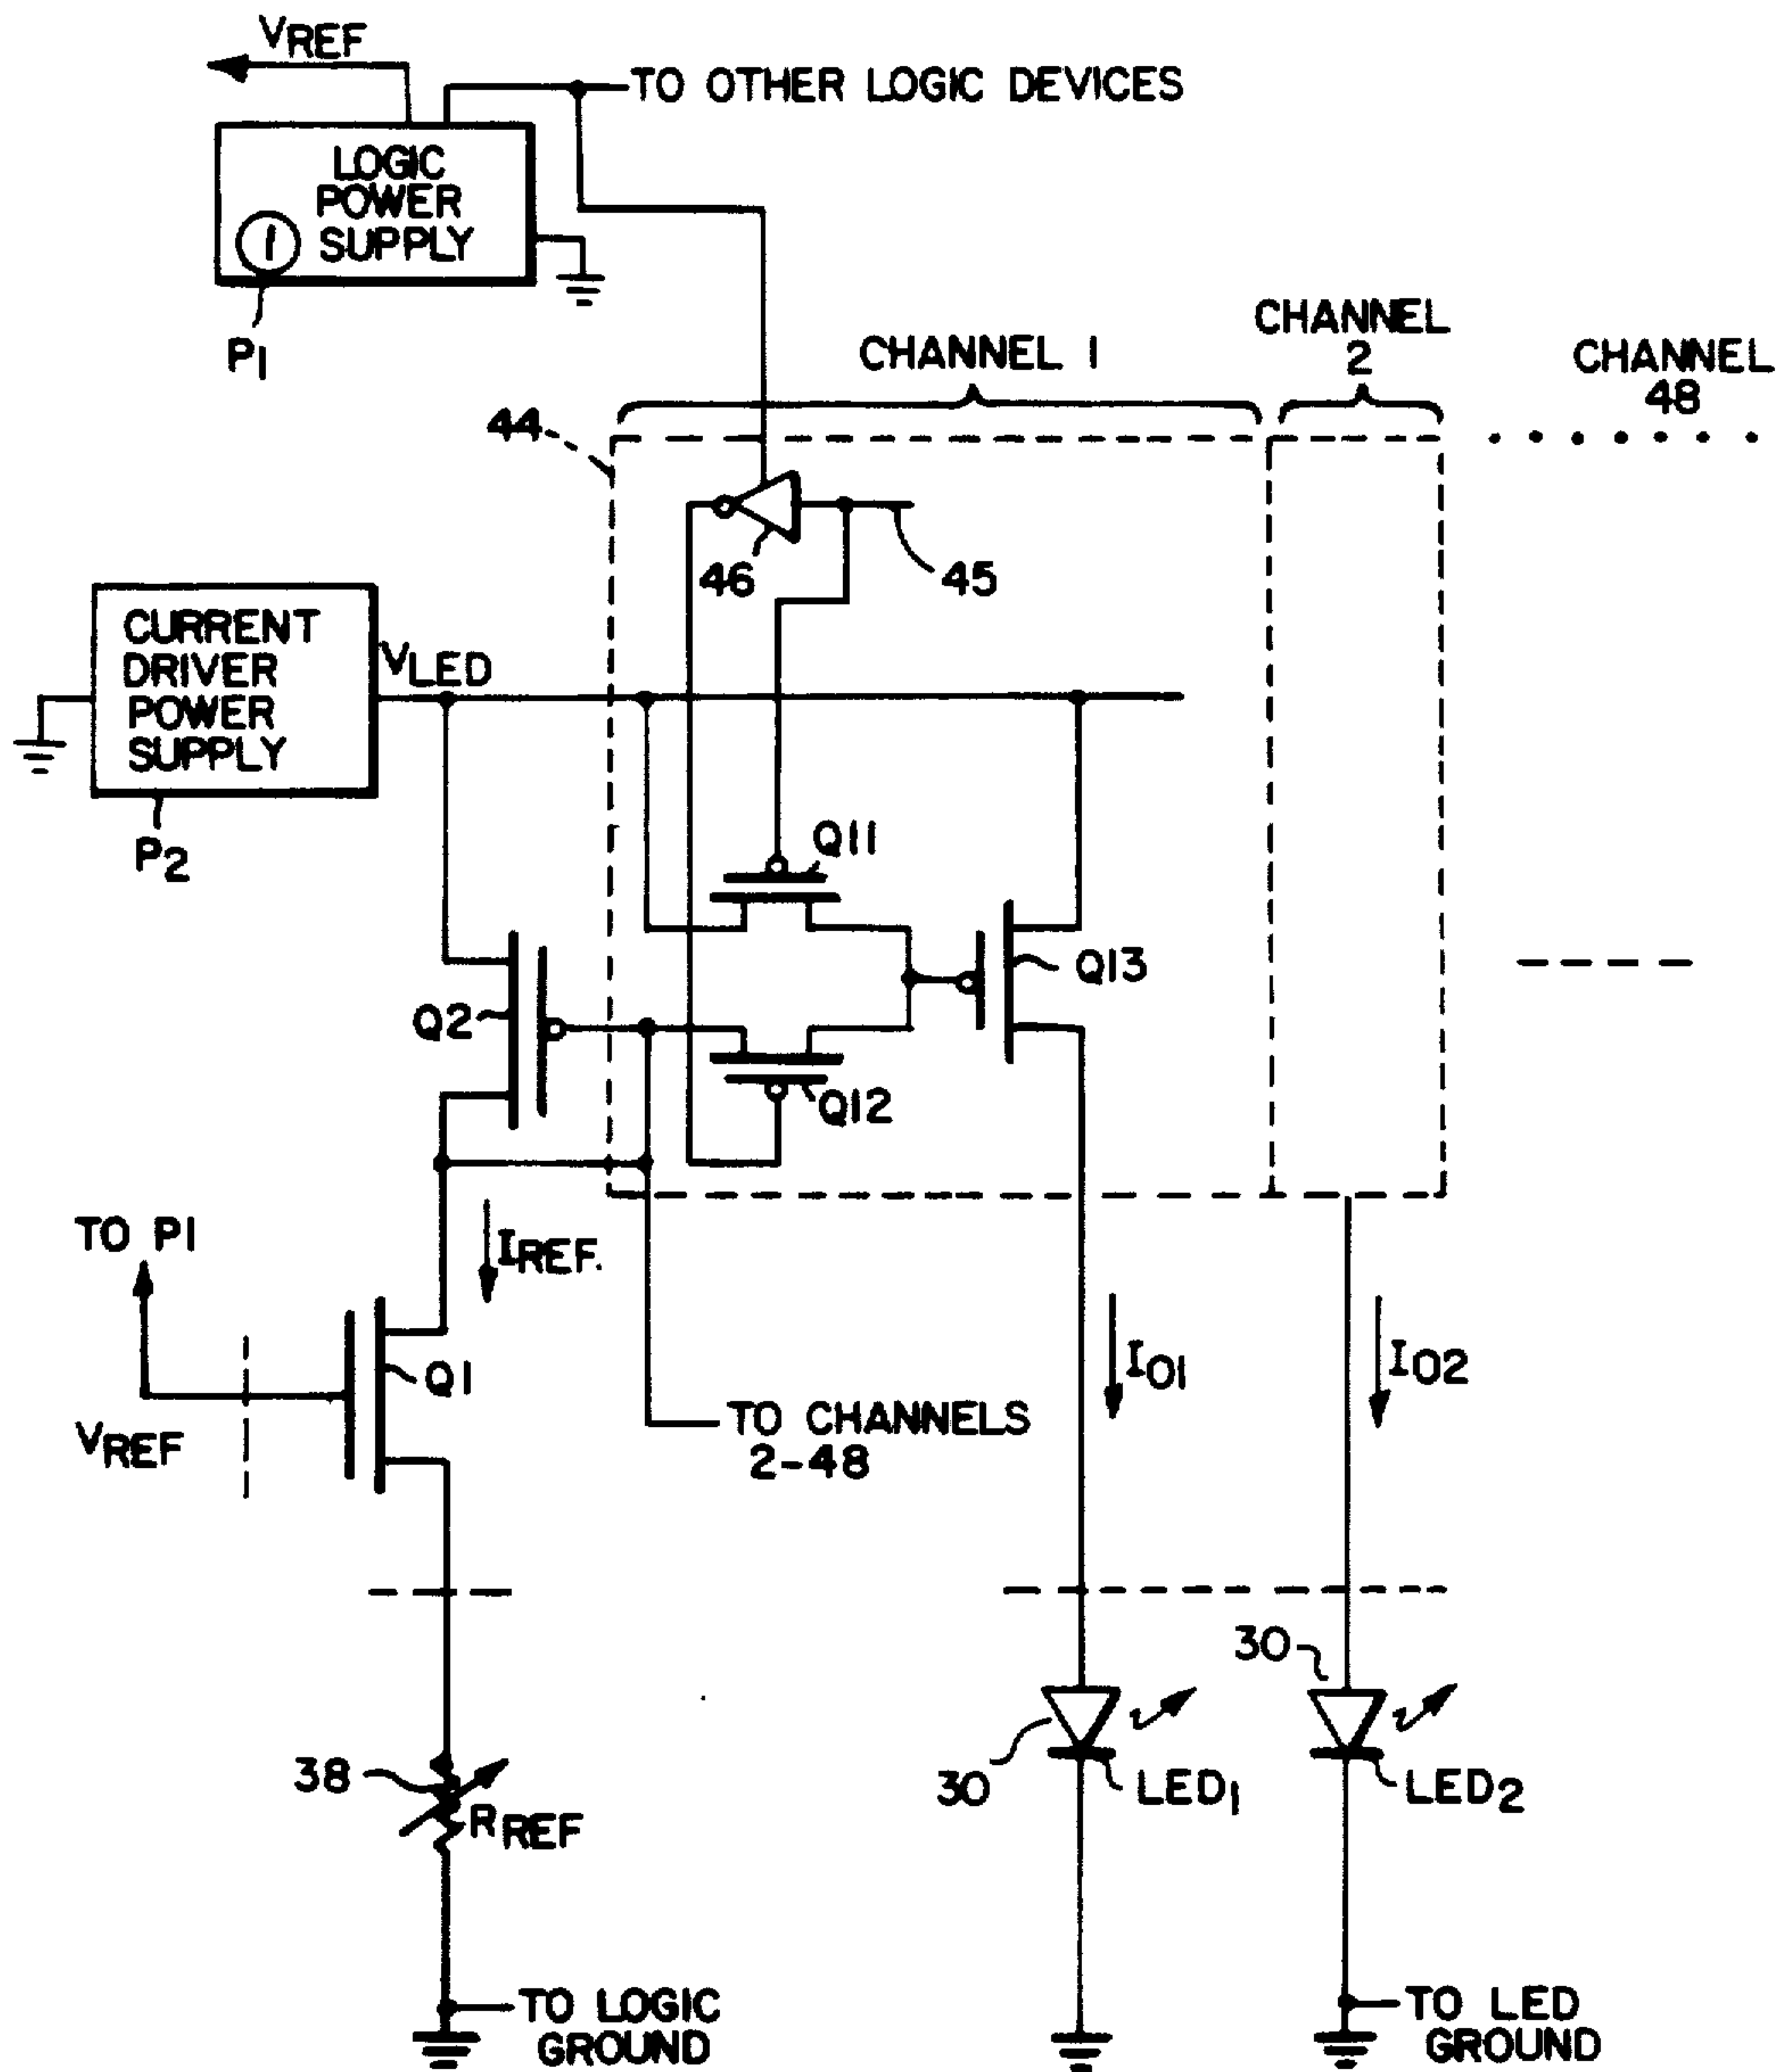 VREF
TO OTHER LOGIC DEVICES
LOGIC
POWER
SUPPLY
1
P1
CHANNEL 1
CHANNEL
2
CHANNEL
48
44
46
45
CURRENT
DRIVER
POWER
SUPPLY
VLED
P2
Q11
Q13
Q2
Q12
TO P1
IREF.
Q1
VREF
IO1
IO2
TO CHANNELS
2-48
30
38
RREF
30
LED1
LED2
TO LOGIC
GROUND
TO LED
GROUND